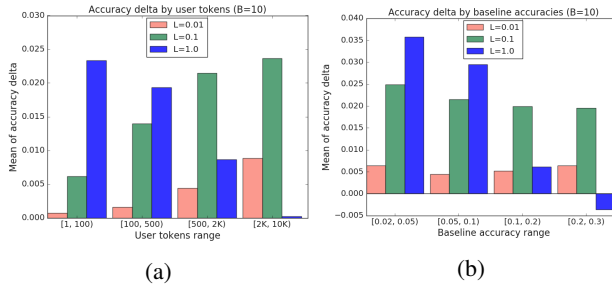 Accuracy delta by user tokens (B=10)
L=0.01
L=0.1
L=1.0
Mean of accuracy delta
0.030
0.025
0.020
0.015
0.010
0.005
0.000
[1, 100)
[100, 500)
[500, 2K)
[2K, 10K)
User tokens range
(a)
Accuracy delta by baseline accuracies (B=10)
L=0.01
L=0.1
L=1.0
Mean of accuracy delta
0.040
0.035
0.030
0.025
0.020
0.015
0.010
0.005
0.000
−0.005
[0.02, 0.05)
[0.05, 0.1)
[0.1, 0.2)
[0.2, 0.3)
Baseline accuracy range
(b)